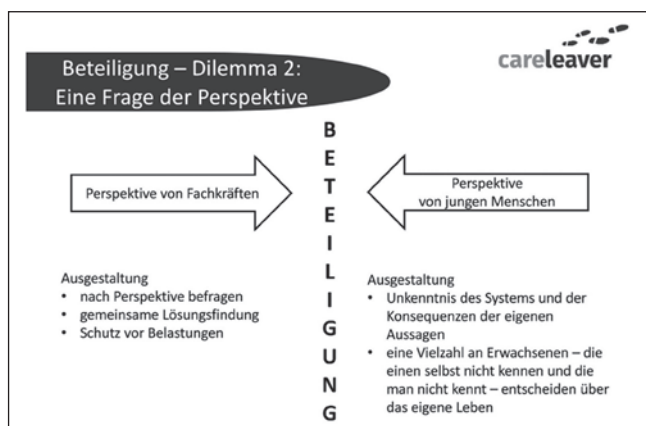 Beteiligung – Dilemma 2:
Eine Frage der Perspektive
careleaver
BETEILIGUNG
Perspektive von Fachkräften
Perspektive
von jungen Menschen
Ausgestaltung
• nach Perspektive befragen
• gemeinsame Lösungsfindung
• Schutz vor Belastungen
Ausgestaltung
• Unkenntnis des Systems und der
Konsequenzen der eigenen
Aussagen
• eine Vielzahl an Erwachsenen – die
einen selbst nicht kennen und die
man nicht kennt – entscheiden über
das eigene Leben